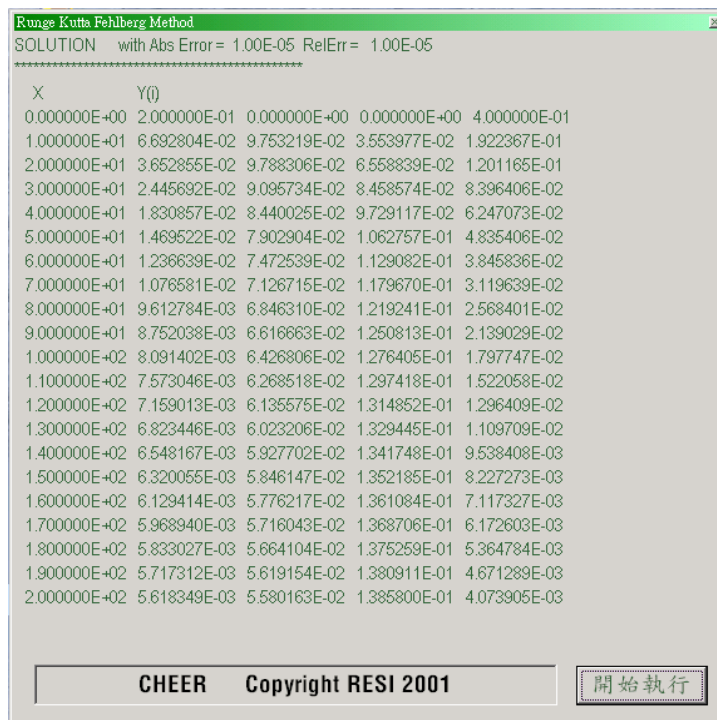 Runge Kutta Fehlberg Method
SOLUTION with Abs Error = 1.00E-05 RelErr = 1.00E-05
**********************************************
X Y(i)
0.000000E+00 2.000000E-01 0.000000E+00 0.000000E+00 4.000000E-01
1.000000E+01 6.692804E-02 9.753219E-02 3.553977E-02 1.922367E-01
2.000000E+01 3.652855E-02 9.788306E-02 6.558839E-02 1.201165E-01
3.000000E+01 2.445692E-02 9.095734E-02 8.458574E-02 8.396406E-02
4.000000E+01 1.830857E-02 8.440025E-02 9.729117E-02 6.247073E-02
5.000000E+01 1.469522E-02 7.902904E-02 1.062757E-01 4.835406E-02
6.000000E+01 1.236639E-02 7.472539E-02 1.129082E-01 3.845836E-02
7.000000E+01 1.076581E-02 7.126715E-02 1.179670E-01 3.119639E-02
8.000000E+01 9.612784E-03 6.846310E-02 1.219241E-01 2.568401E-02
9.000000E+01 8.752038E-03 6.616663E-02 1.250813E-01 2.139029E-02
1.000000E+02 8.091402E-03 6.426806E-02 1.276405E-01 1.797747E-02
1.100000E+02 7.573046E-03 6.268518E-02 1.297418E-01 1.522058E-02
1.200000E+02 7.159013E-03 6.135575E-02 1.314852E-01 1.296409E-02
1.300000E+02 6.823446E-03 6.023206E-02 1.329445E-01 1.109709E-02
1.400000E+02 6.548167E-03 5.927702E-02 1.341748E-01 9.538408E-03
1.500000E+02 6.320055E-03 5.846147E-02 1.352185E-01 8.227273E-03
1.600000E+02 6.129414E-03 5.776217E-02 1.361084E-01 7.117327E-03
1.700000E+02 5.968940E-03 5.716043E-02 1.368706E-01 6.172603E-03
1.800000E+02 5.833027E-03 5.664104E-02 1.375259E-01 5.364784E-03
1.900000E+02 5.717312E-03 5.619154E-02 1.380911E-01 4.671289E-03
2.000000E+02 5.618349E-03 5.580163E-02 1.385800E-01 4.073905E-03
CHEER Copyright RESI 2001
開始執行